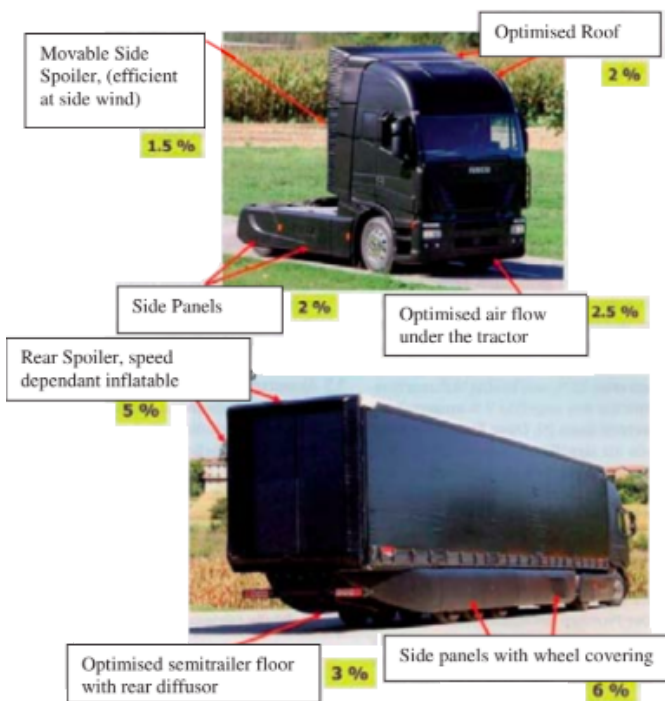 Optimised Roof
2 %
Movable Side
Spoiler, (efficient
at side wind)
1.5 %
IVECO
Side Panels
2 %
Optimised air flow
under the tractor
2.5 %
Rear Spoiler, speed
dependant inflatable
5 %
Optimised semitrailer floor
with rear diffusor
3 %
Side panels with wheel covering
6 %